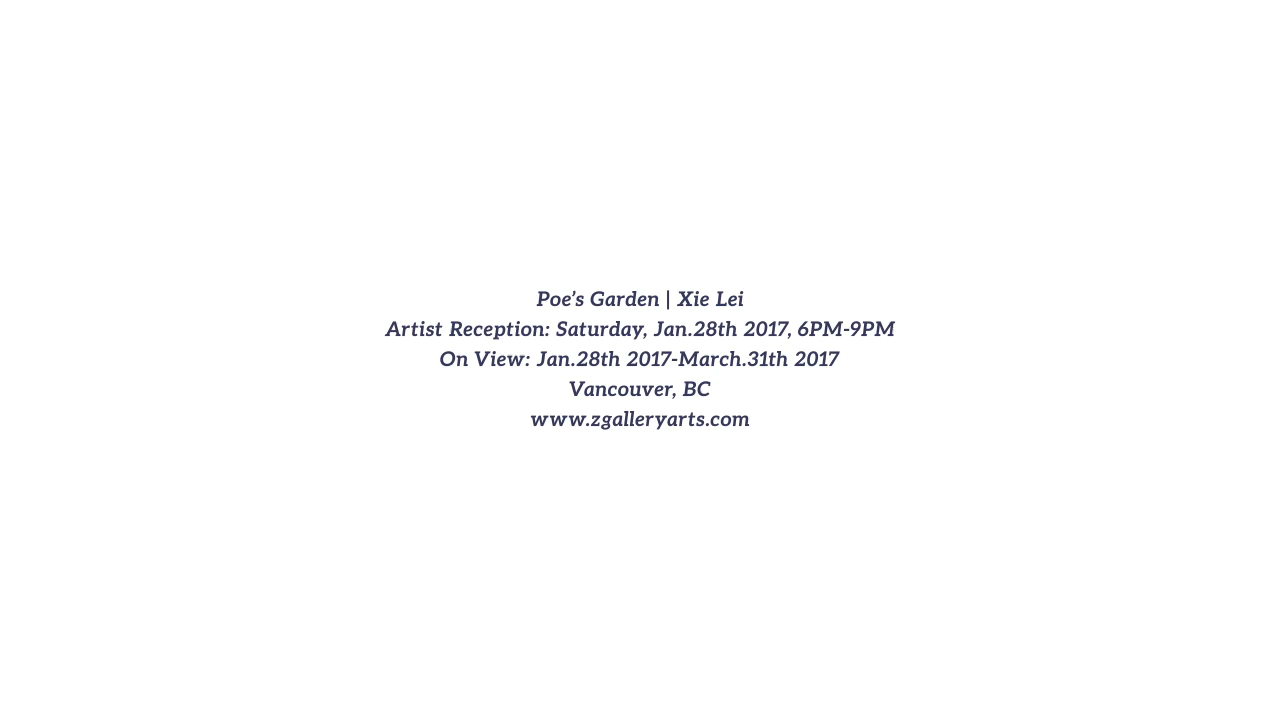 Poe’s Garden | Xie Lei
Artist Reception: Saturday, Jan.28th 2017, 6PM-9PM
On View: Jan.28th 2017-March.31th 2017
Vancouver, BC
www.zgalleryarts.com